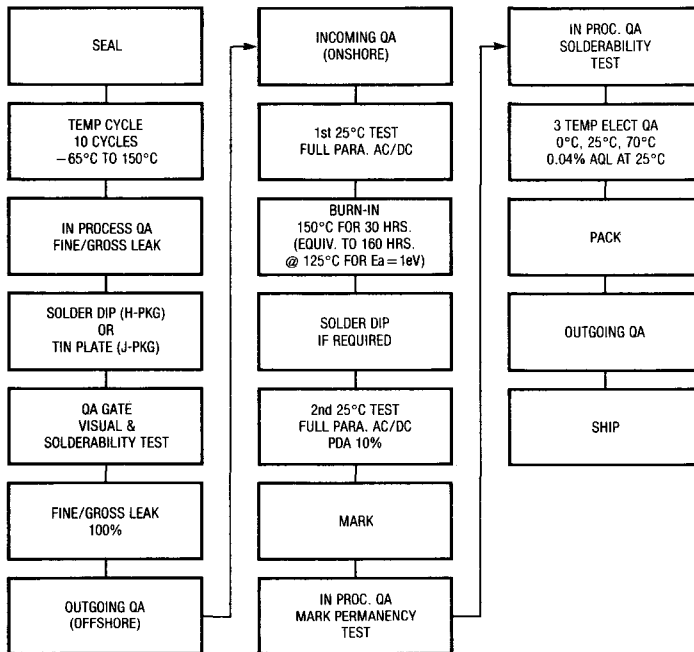 SEAL
TEMP CYCLE
10 CYCLES
−65°C TO 150°C
IN PROCESS QA
FINE/GROSS LEAK
SOLDER DIP (H-PKG)
OR
TIN PLATE (J-PKG)
QA GATE
VISUAL &
SOLDERABILITY TEST
FINE/GROSS LEAK
100%
OUTGOING QA
(OFFSHORE)
INCOMING QA
(ONSHORE)
1st 25°C TEST
FULL PARA. AC/DC
BURN-IN
150°C FOR 30 HRS.
(EQUIV. TO 160 HRS.
@ 125°C FOR Ea=1eV)
SOLDER DIP
IF REQUIRED
2nd 25°C TEST
FULL PARA. AC/DC
PDA 10%
MARK
IN PROC. QA
MARK PERMANENCY
TEST
IN PROC. QA
SOLDERABILITY
TEST
3 TEMP ELECT QA
0°C, 25°C, 70°C
0.04% AQL AT 25°C
PACK
OUTGOING QA
SHIP